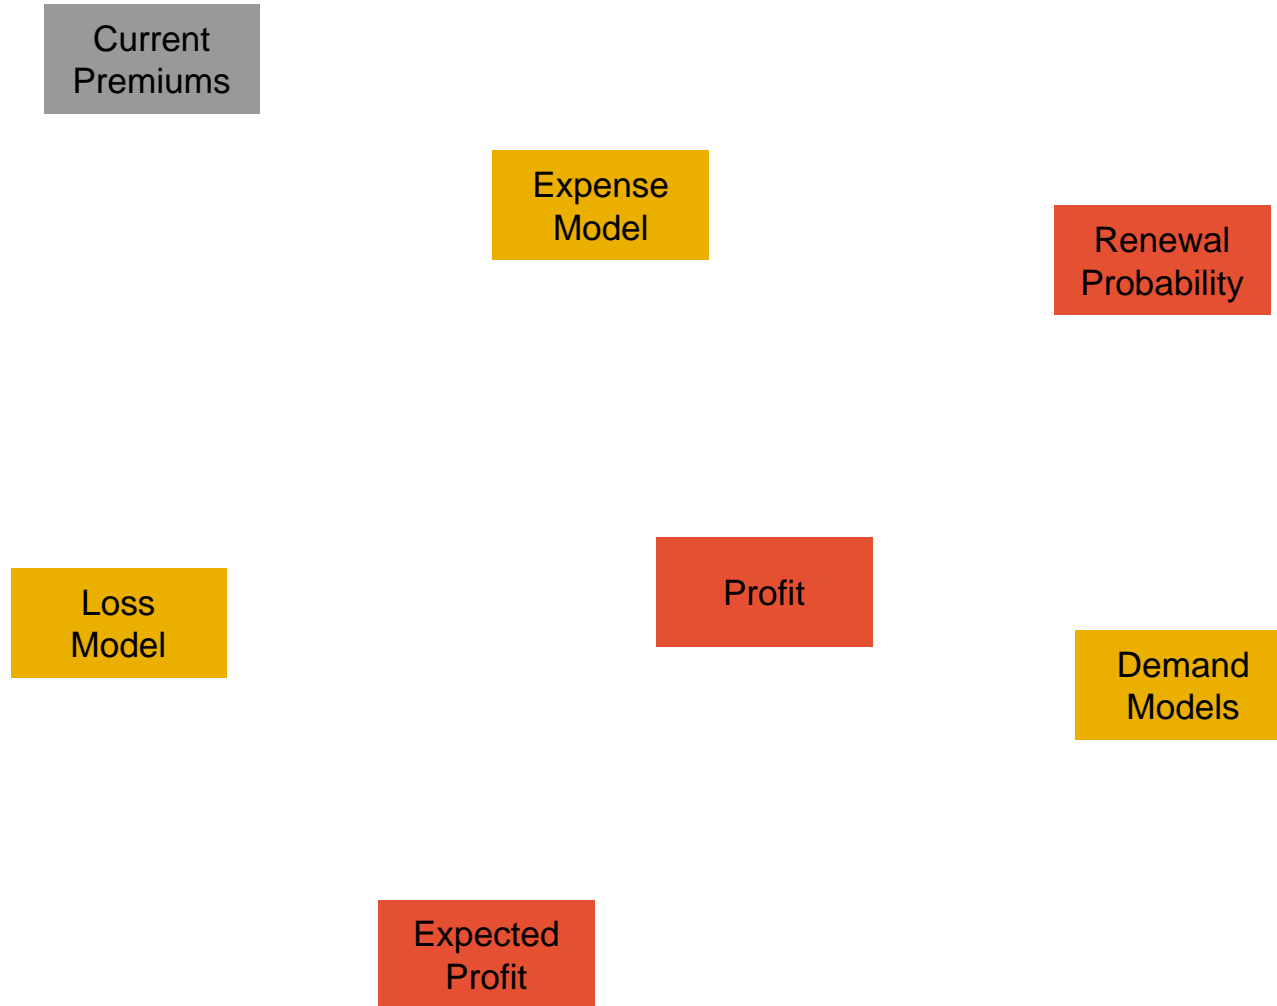 Current
Premiums
Expense
Model
Renewal
Probability
Profit
Loss
Model
Demand
Models
Expected
Profit